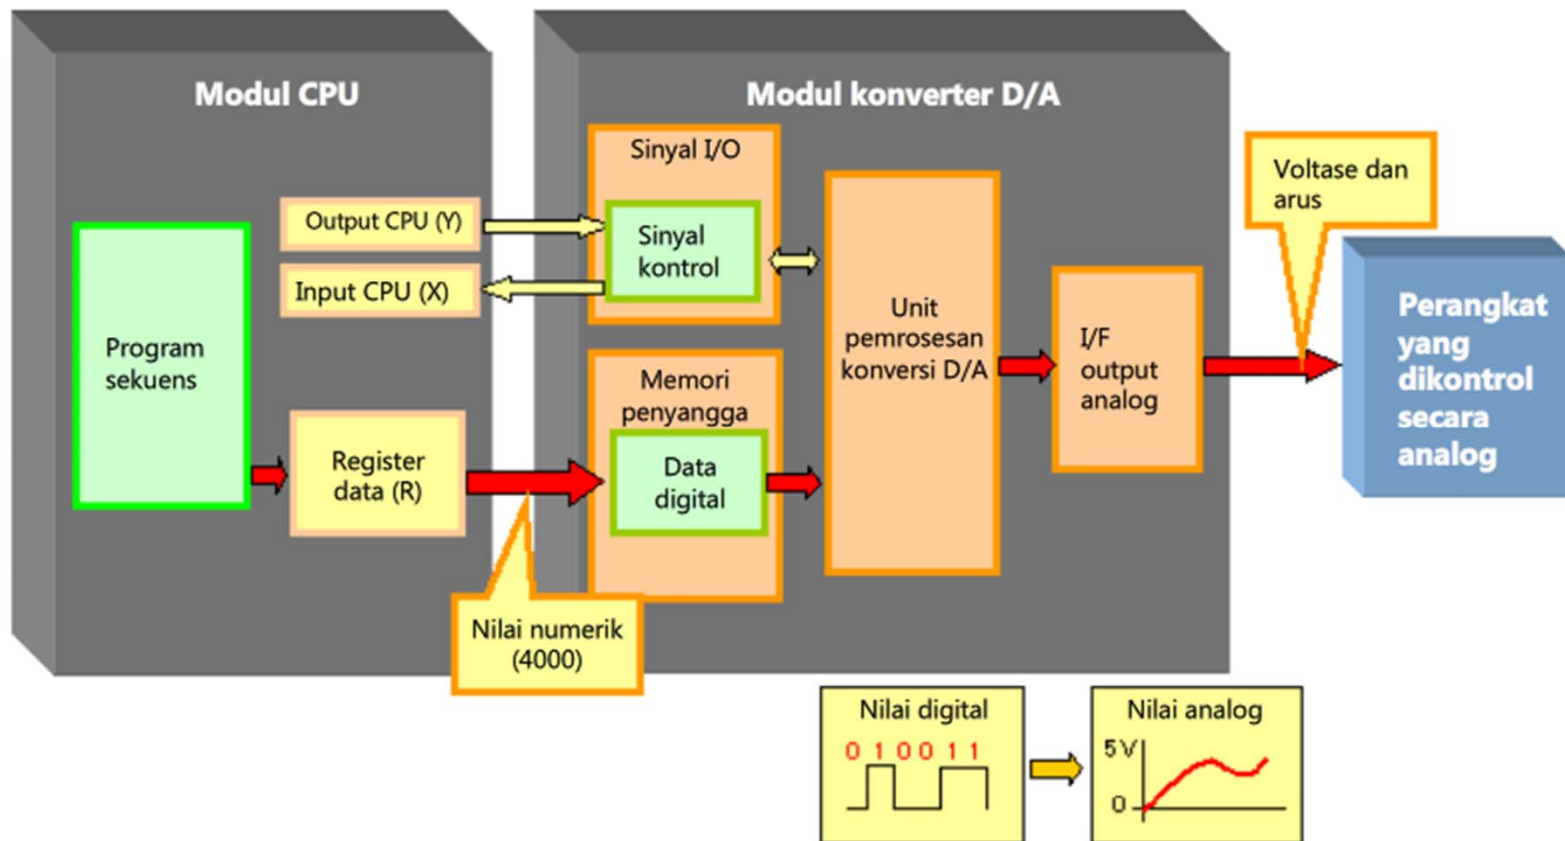 Modul CPU
Modul konverter D/A
Sinyal I/O
Output CPU (Y)
Input CPU (X)
Sinyal
kontrol
Program
sekuens
Register
data (R)
Memori
penyangga
Data
digital
Nilai numerik
(4000)
Unit
pemrosesan
konversi D/A
I/F
output
analog
Voltase dan
arus
Perangkat
yang
dikontrol
secara
analog
Nilai digital
0 1 0 0 1 1
Nilai analog
5 V
0